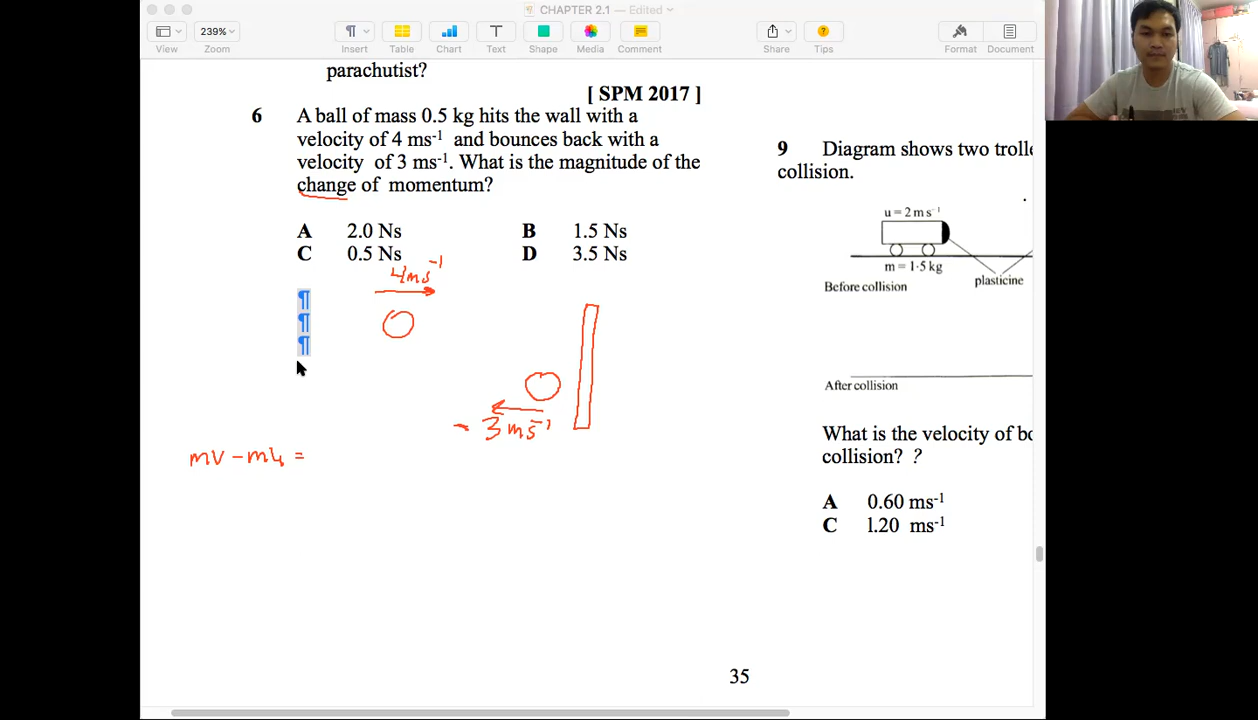 CHAPTER 2.1 — Edited
239%
View
Zoom
Insert
Table
Chart
Text
Shape
Media
Comment
Share
Tips
Format
Document
parachutist?
[ SPM 2017 ]
6 A ball of mass 0.5 kg hits the wall with a
velocity of 4 ms-1 and bounces back with a
velocity of 3 ms-1. What is the magnitude of the
change of momentum?
A 2.0 Ns B 1.5 Ns
C 0.5 Ns D 3.5 Ns
4ms-1
¶
¶
¶
- 3ms-1
mv - mu =
9 Diagram shows two trolle
collision.
u = 2 m s-1
m = 1·5 kg
plasticine
Before collision
After collision
What is the velocity of bo
collision? ?
A 0.60 ms-1
C 1.20 ms-1
35